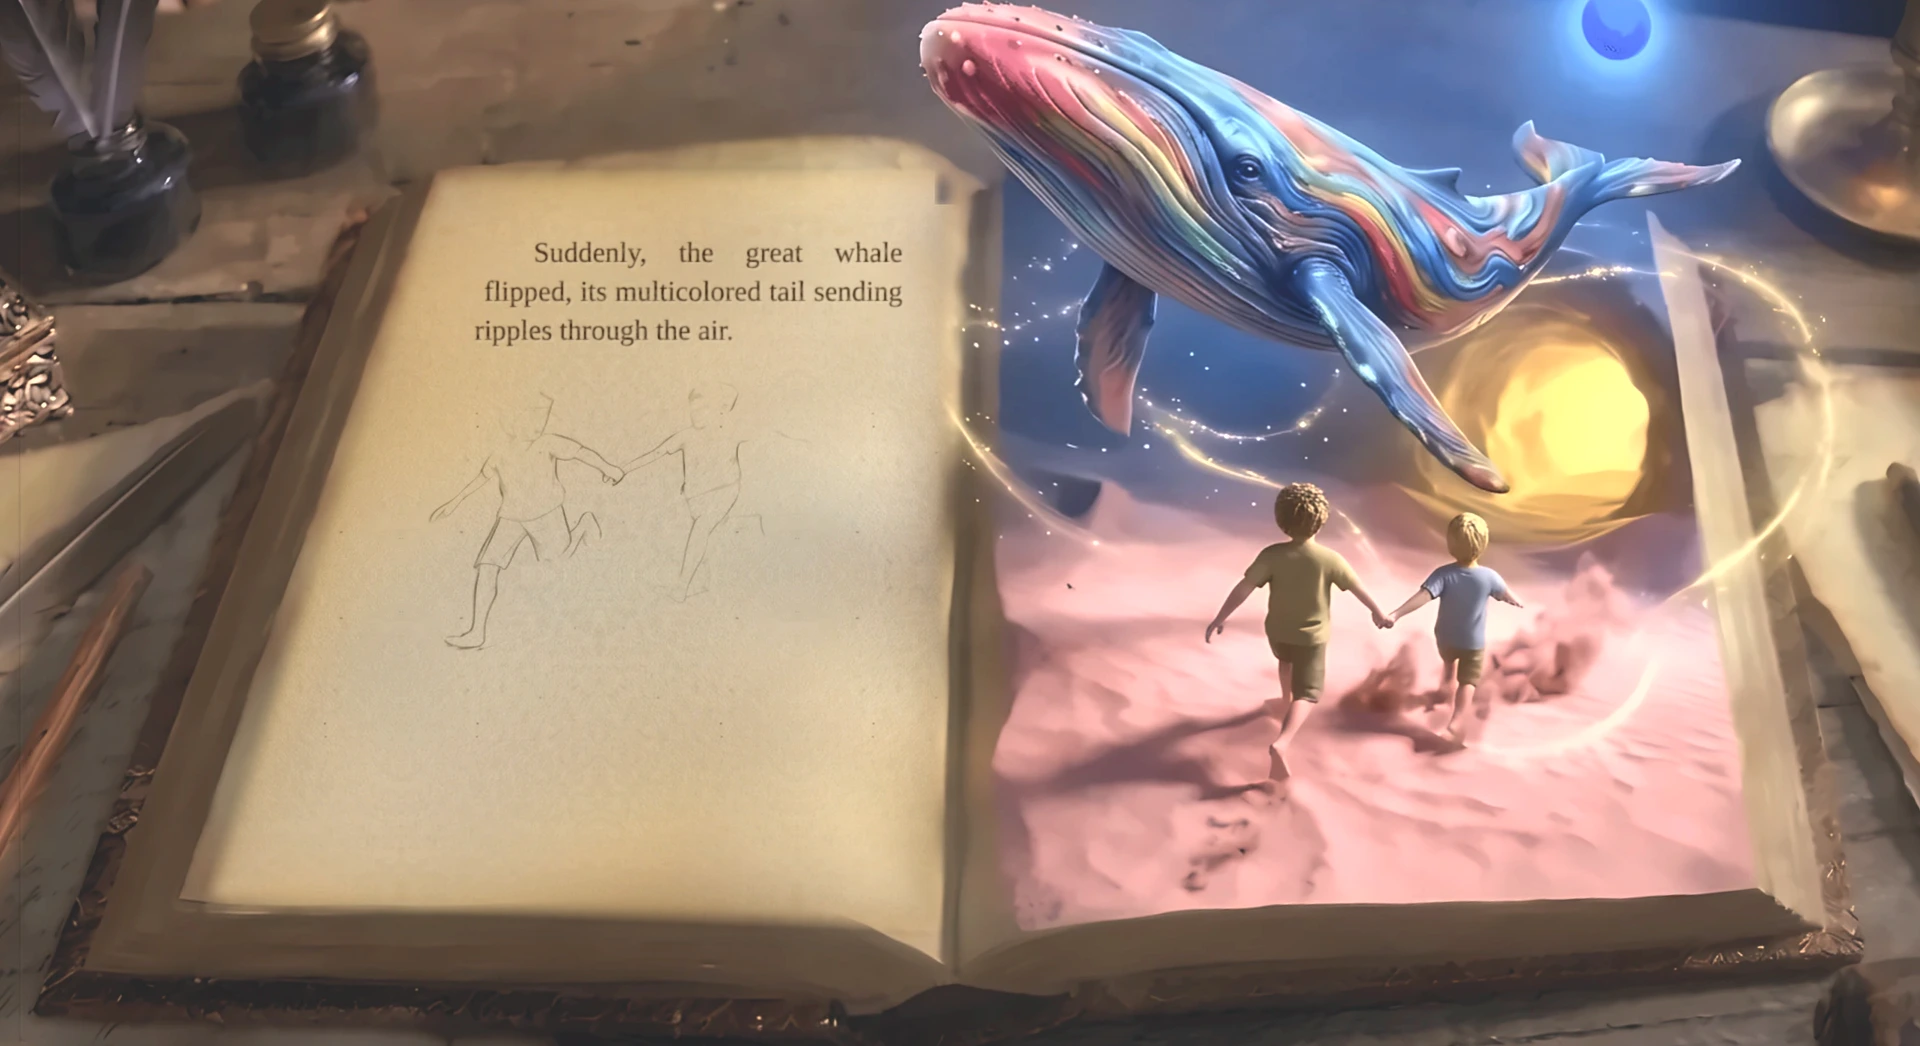 Suddenly, the great whale
flipped, its multicolored tail sending
ripples through the air.